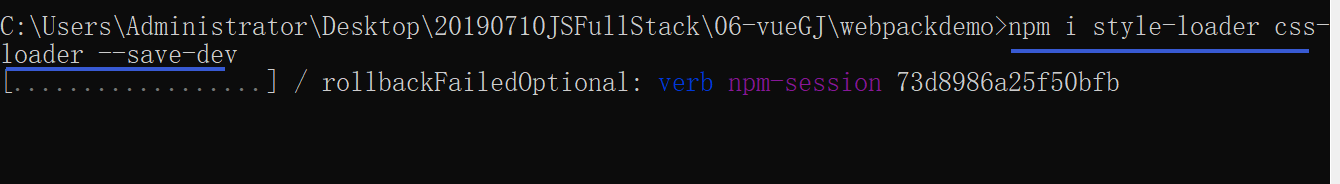 C:\Users\Administrator\Desktop\20190710JSFullStack\06-vueGJ\webpackdemo>npm i style-loader css-
loader --save-dev
[..................] / rollbackFailedOptional: verb npm-session 73d8986a25f50bfb